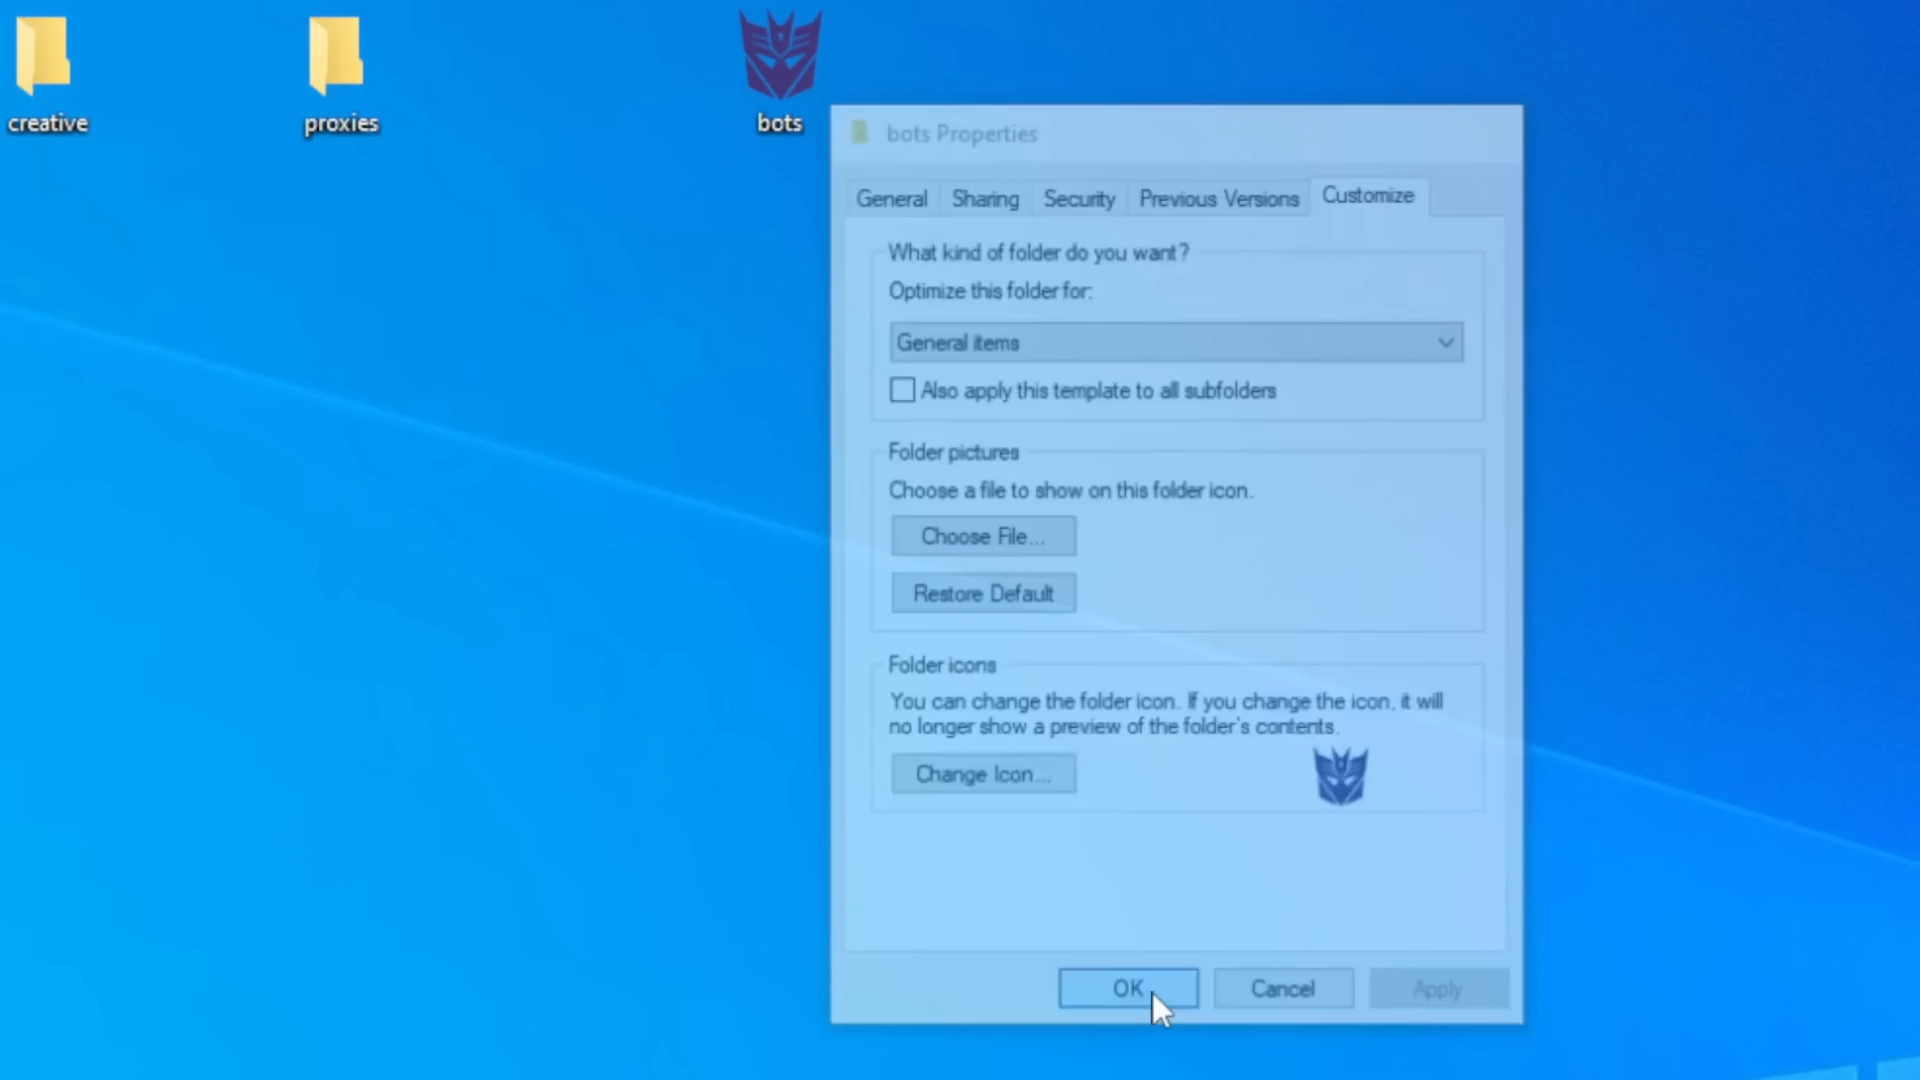 creative
proxies
bots
bots Properties
General
Sharing
Security
Previous Versions
Customize
What kind of folder do you want?
Optimize this folder for:
General items
Also apply this template to all subfolders
Folder pictures
Choose a file to show on this folder icon.
Choose File...
Restore Default
Folder icons
You can change the folder icon. If you change the icon, it will
no longer show a preview of the folder's contents.
Change Icon...
OK
Cancel
Apply